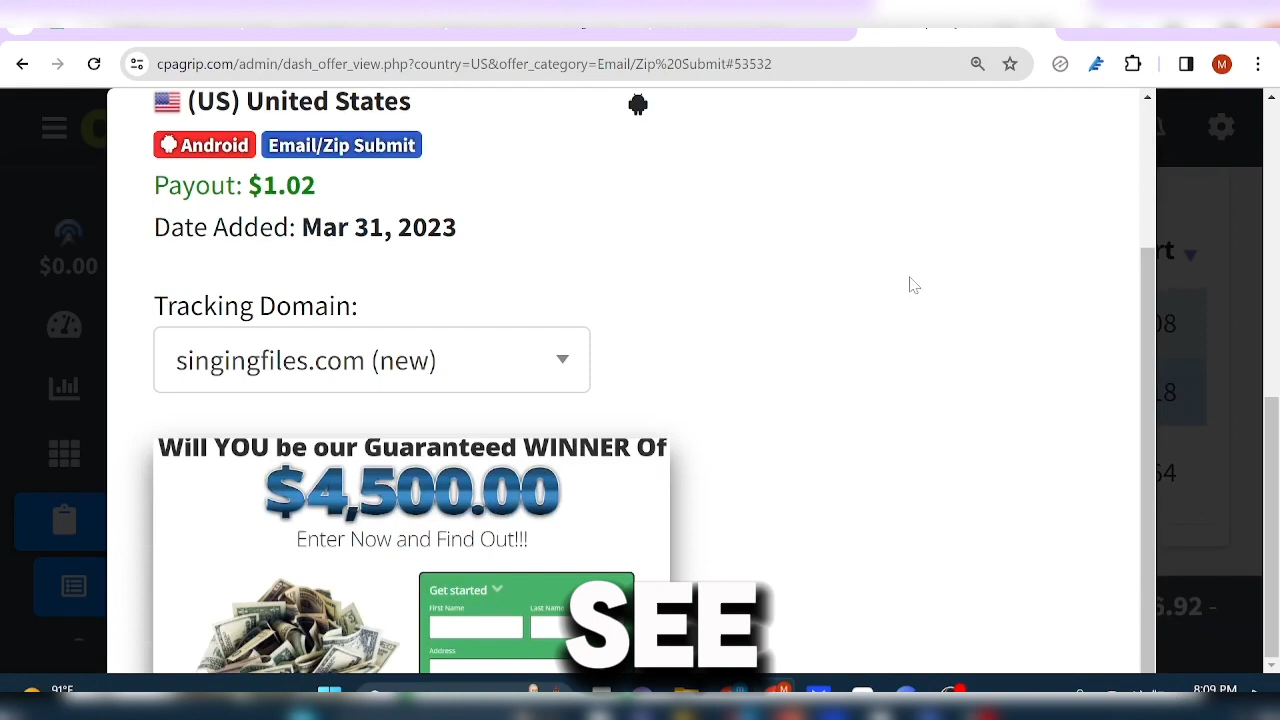 cpagrip.com/admin/dash_offer_view.php?country=US&offer_category=Email/Zip%20Submit#53532
M
(US) United States
Android Email/Zip Submit
Payout: $1.02
Date Added: Mar 31, 2023
$0.00
Tracking Domain:
singingfiles.com (new)
Will YOU be our Guaranteed WINNER Of
$4,500.00
Enter Now and Find Out!!!
Get started
First Name Last Name
Address
SEE
91°F
8:09 PM